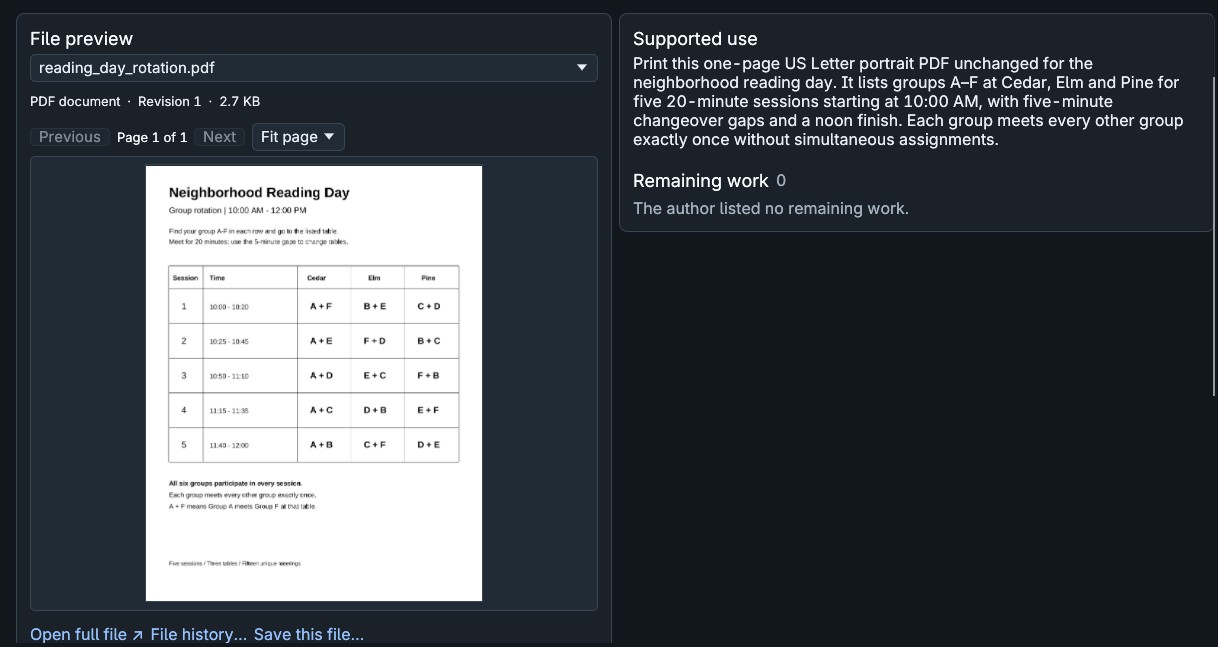 File preview
reading_day_rotation.pdf
PDF document · Revision 1 · 2.7 KB
Previous Page 1 of 1 Next Fit page
Neighborhood Reading Day
Group rotation | 10:00 AM - 12:00 PM
Find your group A-F in each row and go to the listed table.
Meet for 20 minutes; use the 5-minute gaps to change tables.
Session Time Cedar Elm Pine
1 10:00 - 10:20 A + F B + E C + D
2 10:25 - 10:45 A + E F + D B + C
3 10:50 - 11:10 A + D E + C F + B
4 11:15 - 11:35 A + C D + B E + F
5 11:40 - 12:00 A + B C + F D + E
All six groups participate in every session.
Each group meets every other group exactly once.
A + F means Group A meets Group F at that table.
Five sessions / Three tables / Fifteen unique meetings
Open full file ↗ File history... Save this file...
Supported use
Print this one-page US Letter portrait PDF unchanged for the
neighborhood reading day. It lists groups A–F at Cedar, Elm and Pine for
five 20-minute sessions starting at 10:00 AM, with five-minute
changeover gaps and a noon finish. Each group meets every other group
exactly once without simultaneous assignments.
Remaining work 0
The author listed no remaining work.